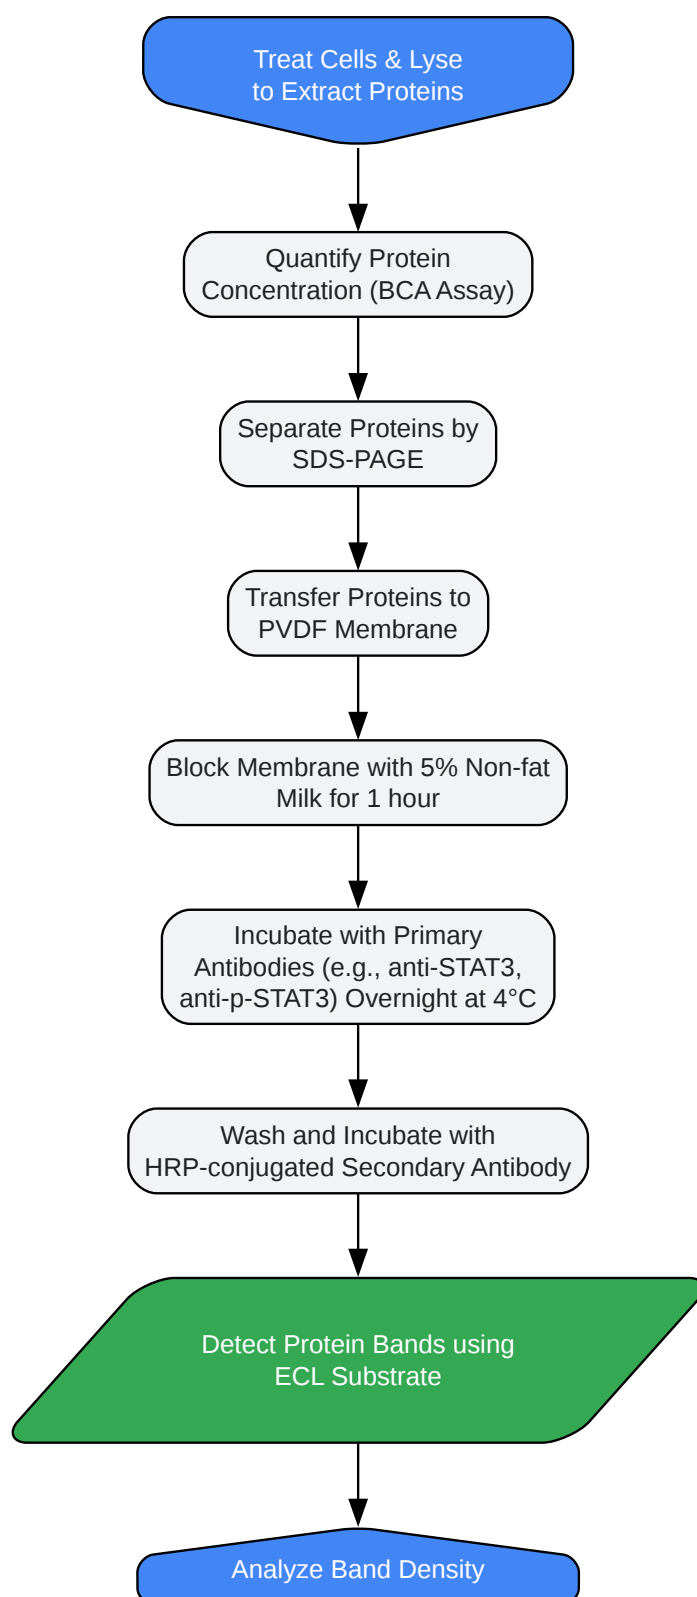 Treat Cells & Lyse
to Extract Proteins
Quantify Protein
Concentration (BCA Assay)
Separate Proteins by
SDS-PAGE
Transfer Proteins to
PVDF Membrane
Block Membrane with 5% Non-fat
Milk for 1 hour
Incubate with Primary
Antibodies (e.g., anti-STAT3,
anti-p-STAT3) Overnight at 4°C
Wash and Incubate with
HRP-conjugated Secondary Antibody
Detect Protein Bands using
ECL Substrate
Analyze Band Density